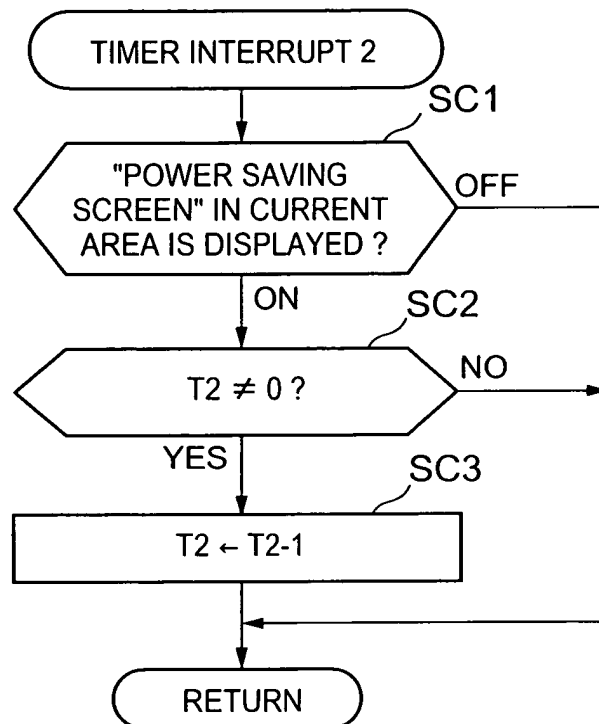 TIMER INTERRUPT 2
SC1
"POWER SAVING
SCREEN" IN CURRENT
AREA IS DISPLAYED ?
OFF
ON
SC2
T2 ≠ 0 ?
NO
YES
SC3
T2 ← T2-1
RETURN